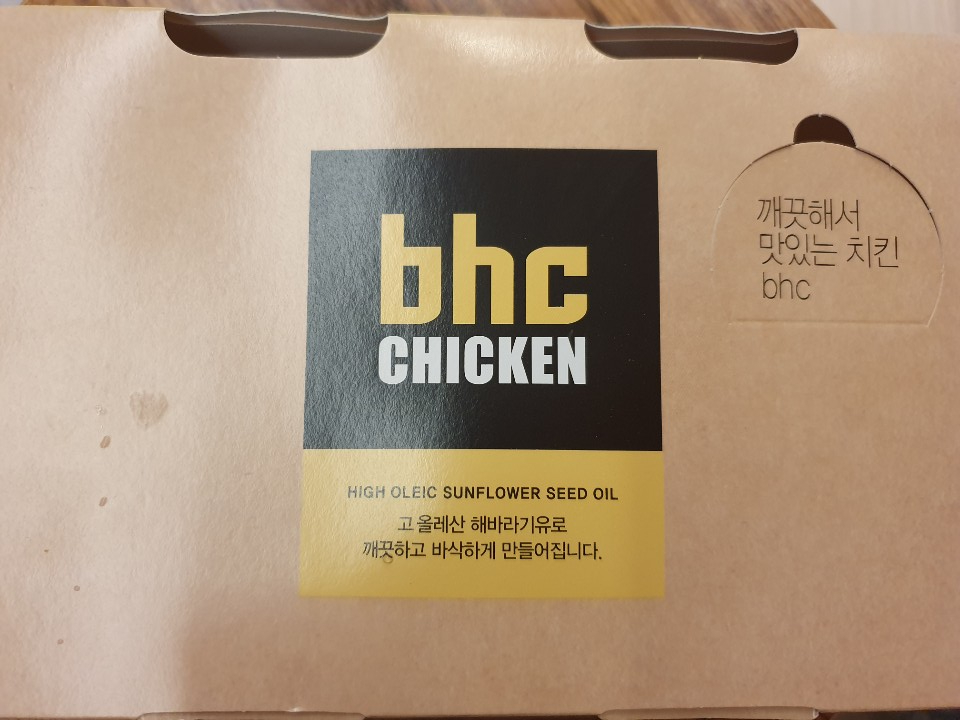 bhc
CHICKEN
HIGH OLEIC SUNFLOWER SEED OIL
고올레산 해바라기유로
깨끗하고 바삭하게 만들어집니다.
깨끗해서
맛있는 치킨
bhc